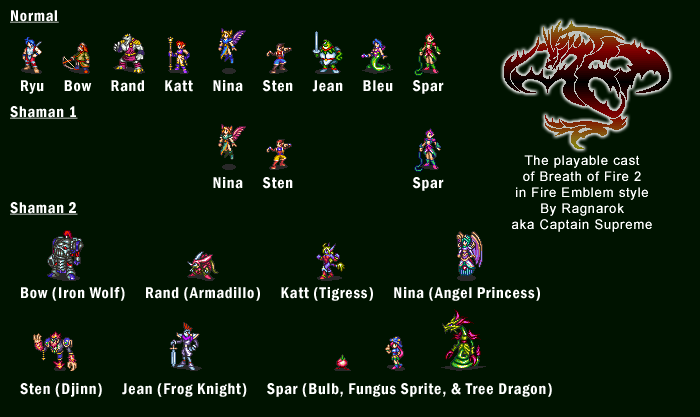 Normal
Ryu Bow Rand Katt Nina Sten Jean Bleu Spar
Shaman 1
Nina Sten Spar
The playable cast
of Breath of Fire 2
in Fire Emblem style
By Ragnarok
aka Captain Supreme
Shaman 2
Bow (Iron Wolf) Rand (Armadillo) Katt (Tigress) Nina (Angel Princess)
Sten (Djinn) Jean (Frog Knight) Spar (Bulb, Fungus Sprite, & Tree Dragon)